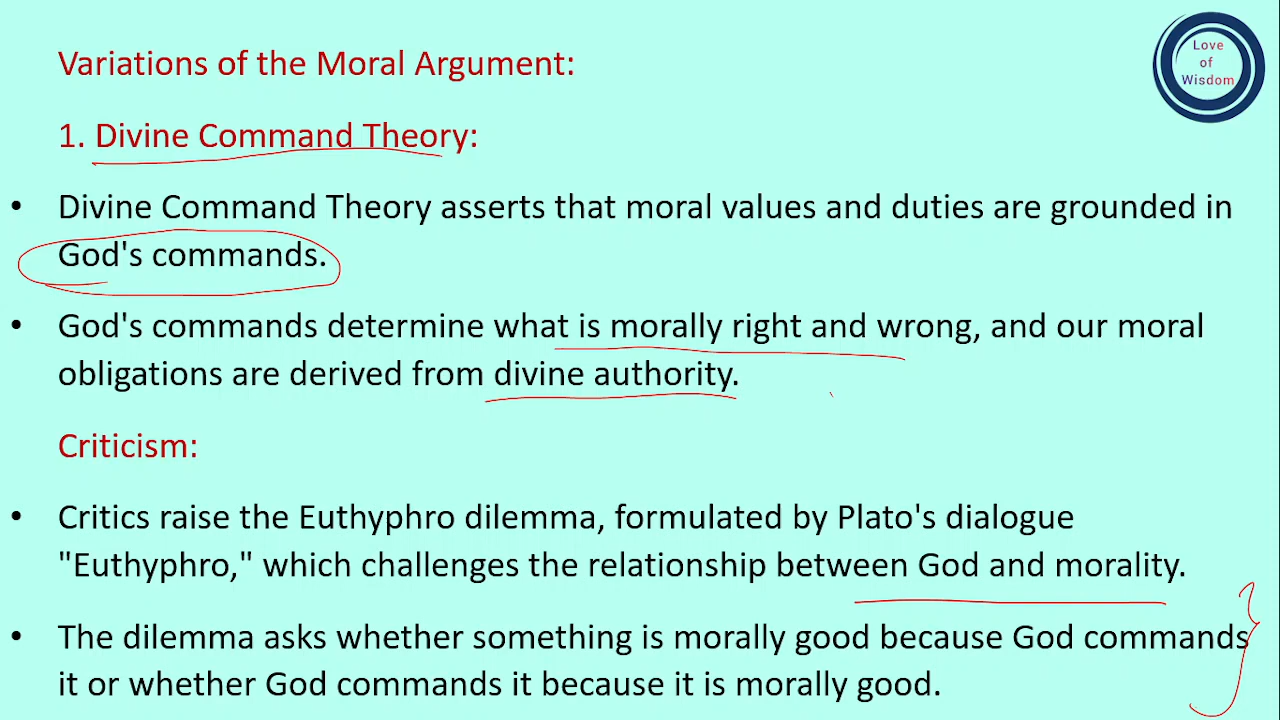 Variations of the Moral Argument:
Love
of
Wisdom
1. Divine Command Theory:
• Divine Command Theory asserts that moral values and duties are grounded in
God's commands.
• God's commands determine what is morally right and wrong, and our moral
obligations are derived from divine authority.
Criticism:
• Critics raise the Euthyphro dilemma, formulated by Plato's dialogue
"Euthyphro," which challenges the relationship between God and morality.
• The dilemma asks whether something is morally good because God commands
it or whether God commands it because it is morally good.